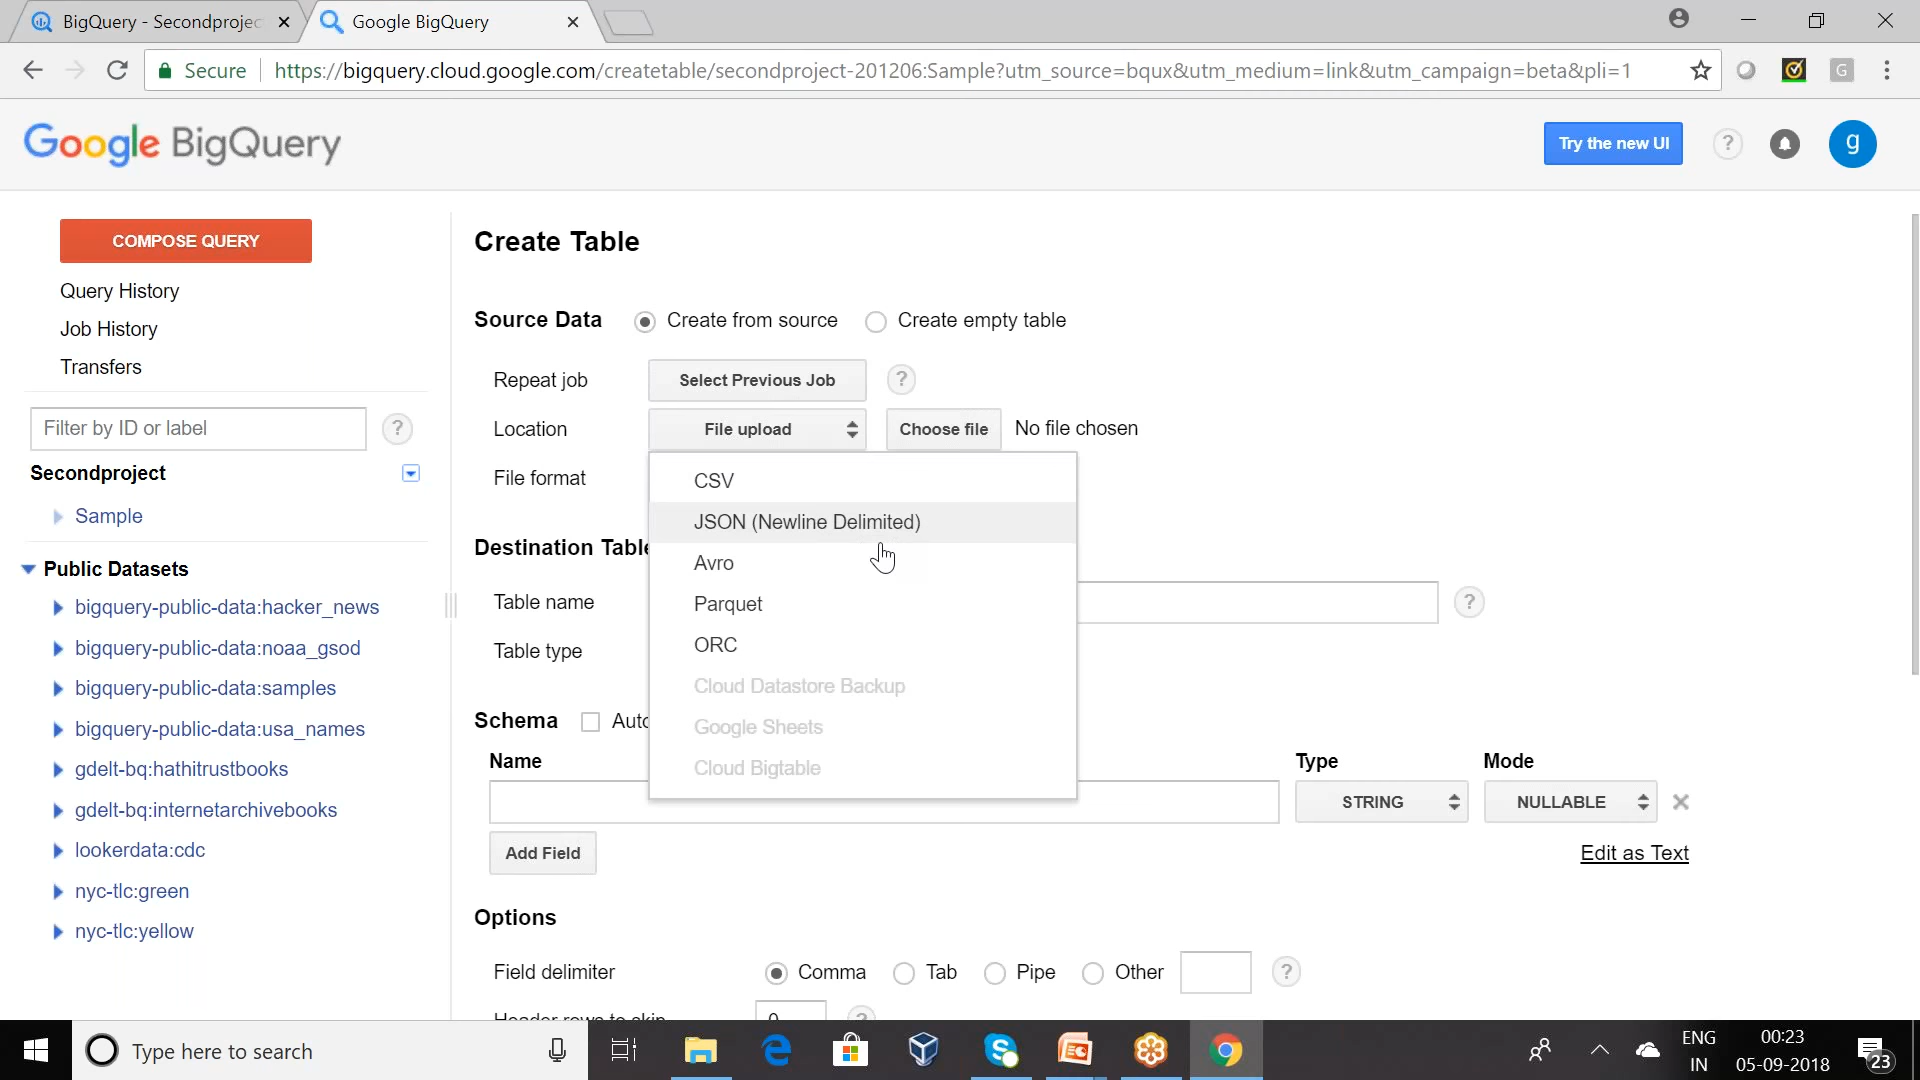 BigQuery - Secondprojec
Google BigQuery
Secure
https://bigquery.cloud.google.com/createtable/secondproject-201206:Sample?utm_source=bqux&utm_medium=link&utm_campaign=beta&pli=1
G
Google BigQuery
Try the new UI
?
g
COMPOSE QUERY
Query History
Job History
Transfers
Filter by ID or label
?
Secondproject
Sample
Public Datasets
bigquery-public-data:hacker_news
bigquery-public-data:noaa_gsod
bigquery-public-data:samples
bigquery-public-data:usa_names
gdelt-bq:hathitrustbooks
gdelt-bq:internetarchivebooks
lookerdata:cdc
nyc-tlc:green
nyc-tlc:yellow
Create Table
Source Data Create from source Create empty table
Repeat job Select Previous Job ?
Location File upload Choose file No file chosen
File format
CSV
JSON (Newline Delimited)
Avro
Parquet
ORC
Cloud Datastore Backup
Google Sheets
Cloud Bigtable
Destination Table
Table name ?
Table type
Schema Auto
Name Type Mode
STRING NULLABLE
Add Field Edit as Text
Options
Field delimiter Comma Tab Pipe Other ?
Header rows to skip 0 ?
Type here to search
ENG
IN
00:23
05-09-2018
23